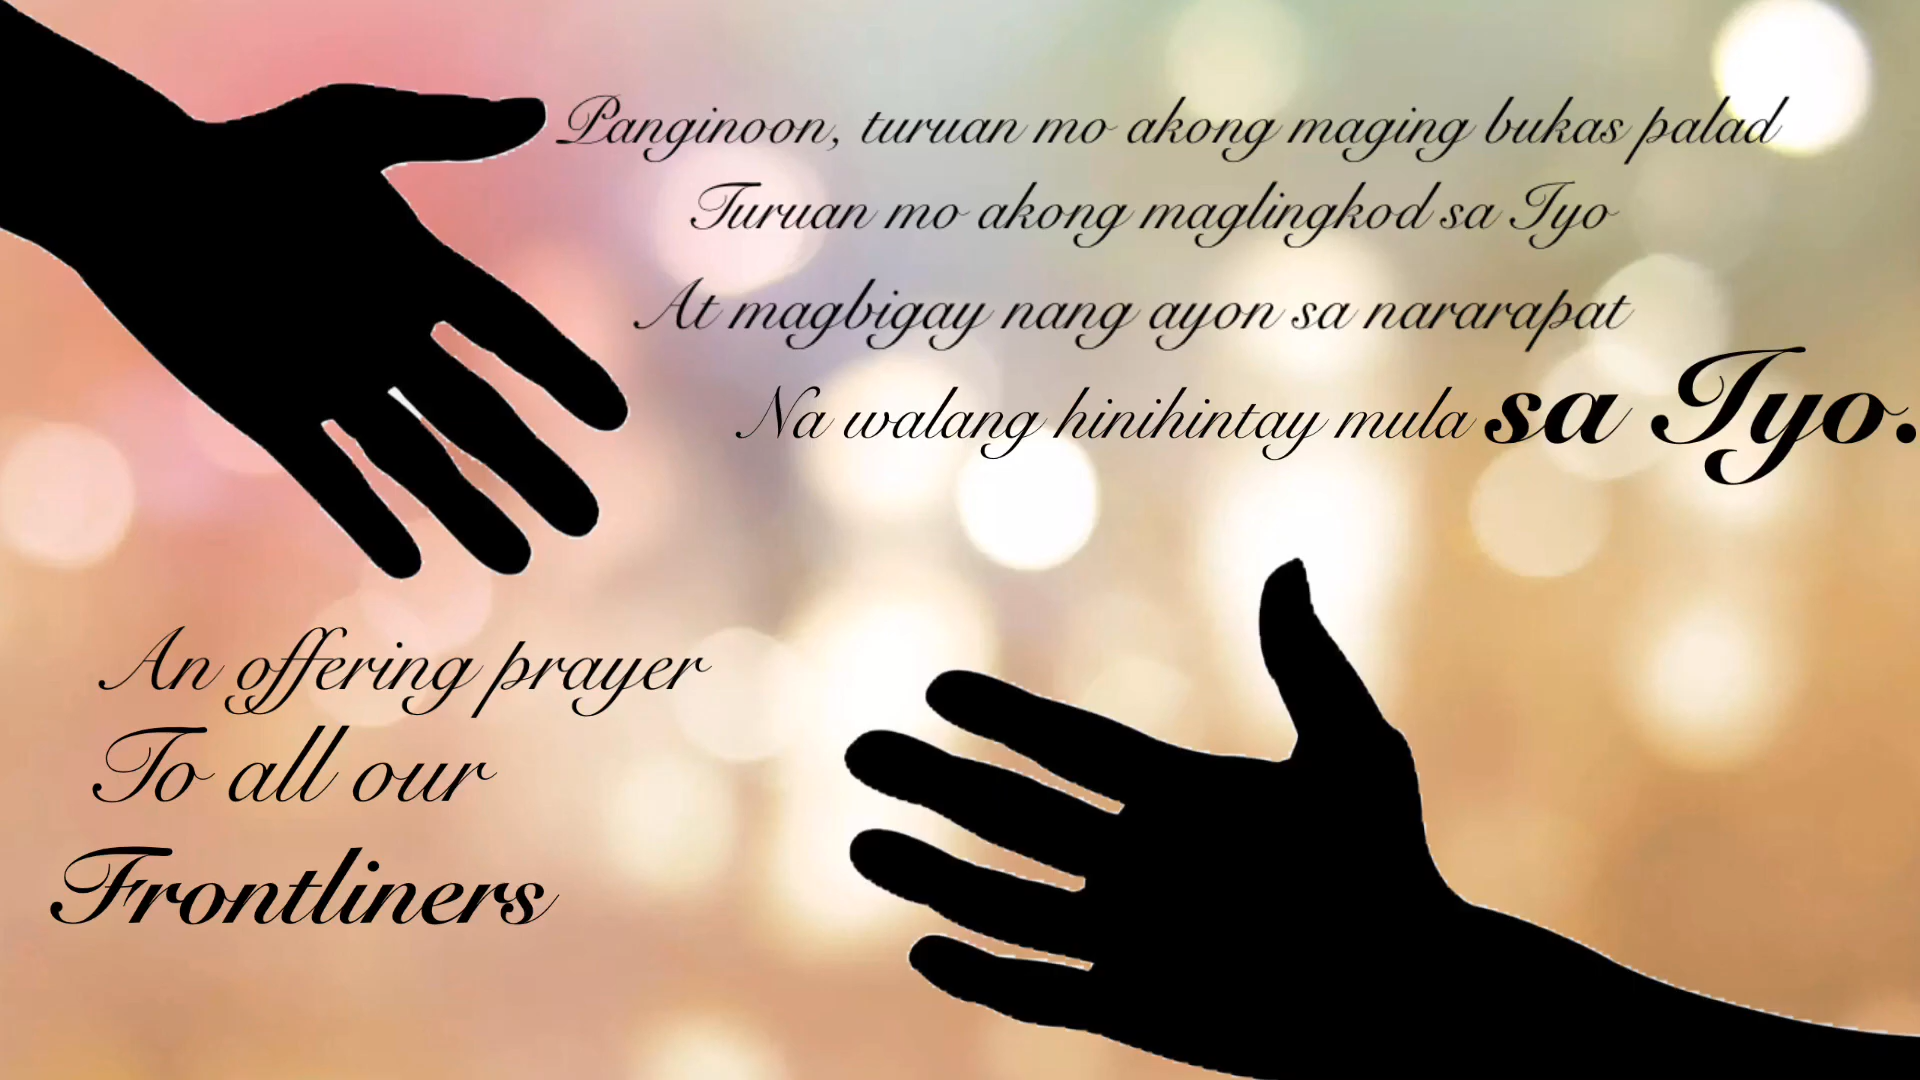 Panginoon, turuan mo akong maging bukas palad
Turuan mo akong maglingkod sa Iyo
At magbigay nang ayon sa nararapat
Na walang hinihintay mula sa Iyo.
An offering prayer
To all our
Frontliners